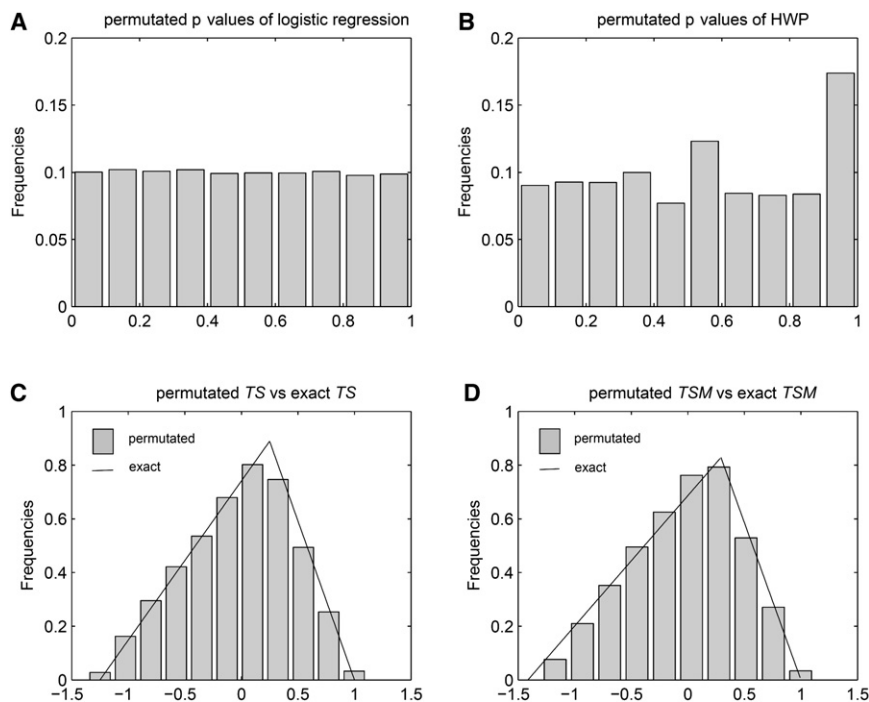 A permutated p values of logistic regression
0.2
0.15
0.1
0.05
0
Frequencies
0 0.2 0.4 0.6 0.8 1
B permutated p values of HWP
0.2
0.15
0.1
0.05
0
Frequencies
0 0.2 0.4 0.6 0.8 1
C permutated TS vs exact TS
1
0.8
0.6
0.4
0.2
0
Frequencies
permutated
exact
−1.5 −1 −0.5 0 0.5 1 1.5
D permutated TSM vs exact TSM
1
0.8
0.6
0.4
0.2
0
Frequencies
permutated
exact
−1.5 −1 −0.5 0 0.5 1 1.5